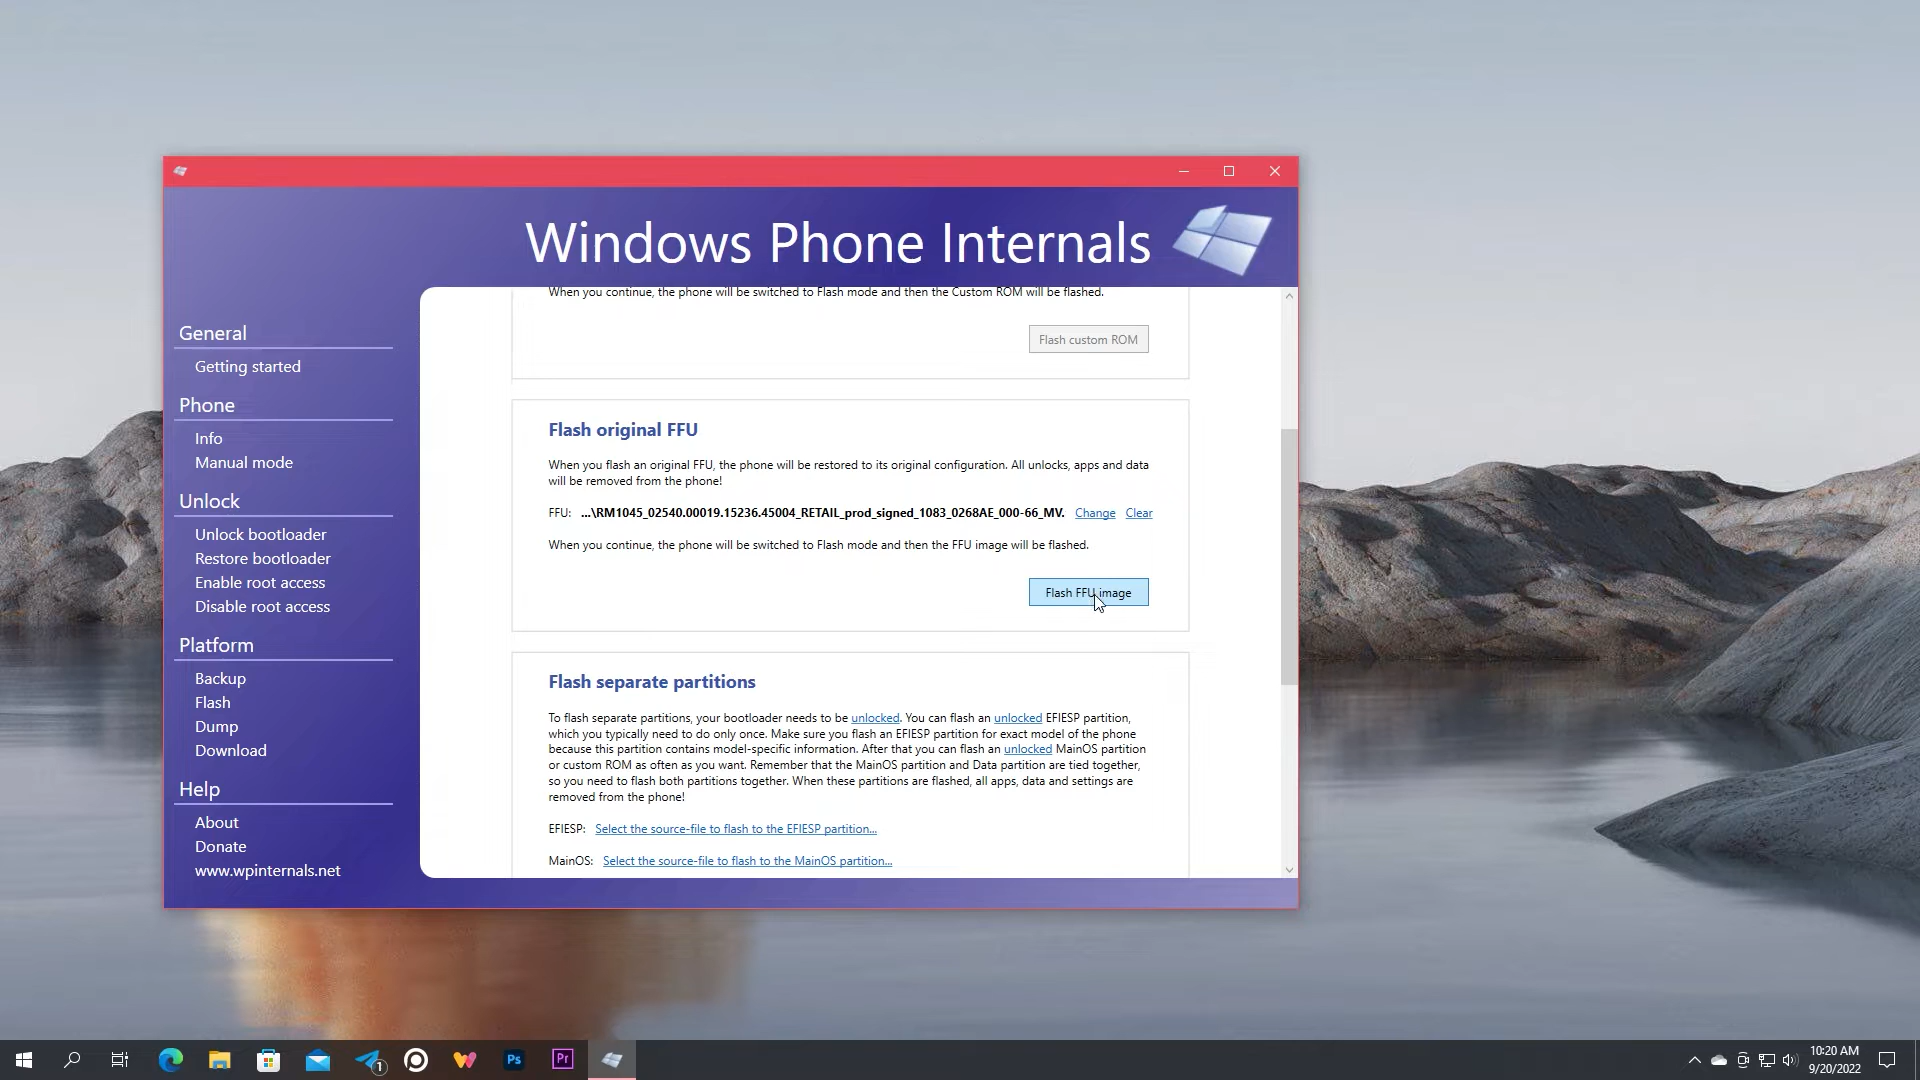 Windows Phone Internals
General
Getting started
Phone
Info
Manual mode
Unlock
Unlock bootloader
Restore bootloader
Enable root access
Disable root access
Platform
Backup
Flash
Dump
Download
Help
About
Donate
www.wpinternals.net
When you continue, the phone will be switched to Flash mode and then the Custom ROM will be flashed.
Flash custom ROM
Flash original FFU
When you flash an original FFU, the phone will be restored to its original configuration. All unlocks, apps and data
will be removed from the phone!
FFU: ...\RM1045_02540.00019.15236.45004_RETAIL_prod_signed_1083_0268AE_000-66_MV. Change Clear
When you continue, the phone will be switched to Flash mode and then the FFU image will be flashed.
Flash FFU image
Flash separate partitions
To flash separate partitions, your bootloader needs to be unlocked. You can flash an unlocked EFIESP partition,
which you typically need to do only once. Make sure you flash an EFIESP partition for exact model of the phone
because this partition contains model-specific information. After that you can flash an unlocked MainOS partition
or custom ROM as often as you want. Remember that the MainOS partition and Data partition are tied together,
so you need to flash both partitions together. When these partitions are flashed, all apps, data and settings are
removed from the phone!
EFIESP: Select the source-file to flash to the EFIESP partition...
MainOS: Select the source-file to flash to the MainOS partition...
1
Ps
Pr
10:20 AM
9/20/2022